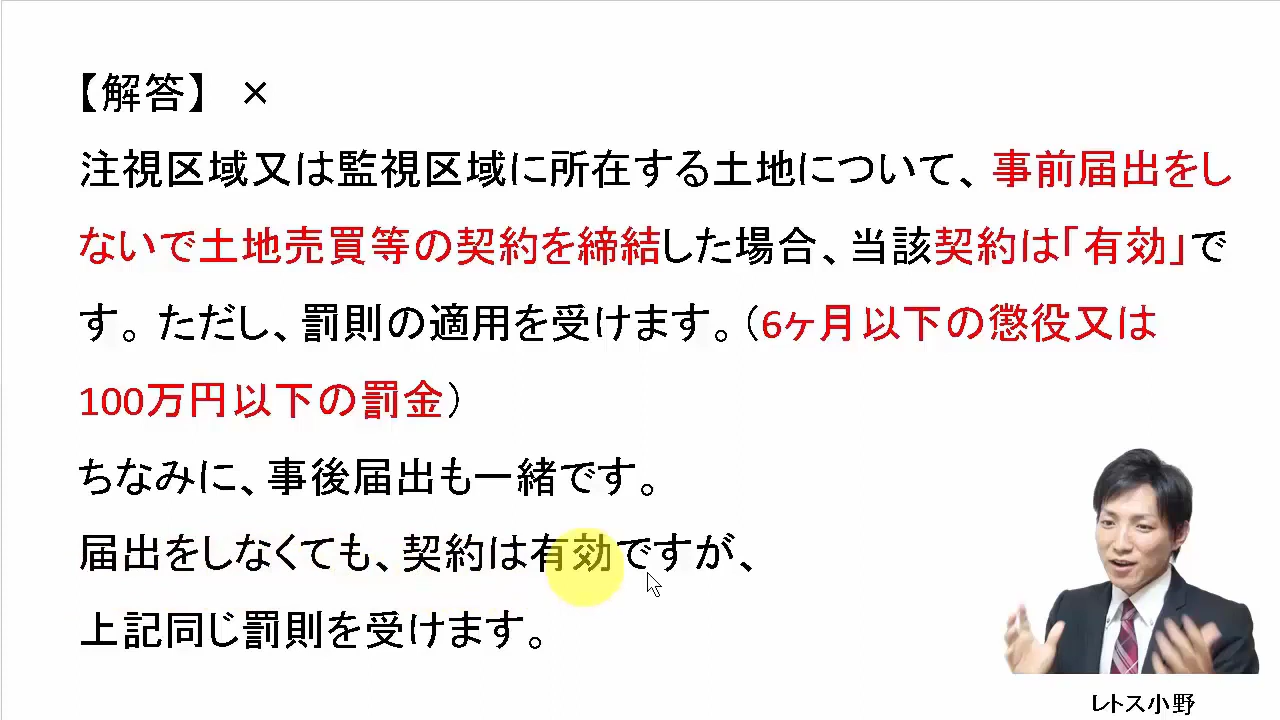 【解答】 ×
注視区域又は監視区域に所在する土地について、事前届出をし
ないで土地売買等の契約を締結した場合、当該契約は「有効」で
す。ただし、罰則の適用を受けます。（6ヶ月以下の懲役又は
100万円以下の罰金）
ちなみに、事後届出も一緒です。
届出をしなくても、契約は有効ですが、
上記同じ罰則を受けます。
レトス小野